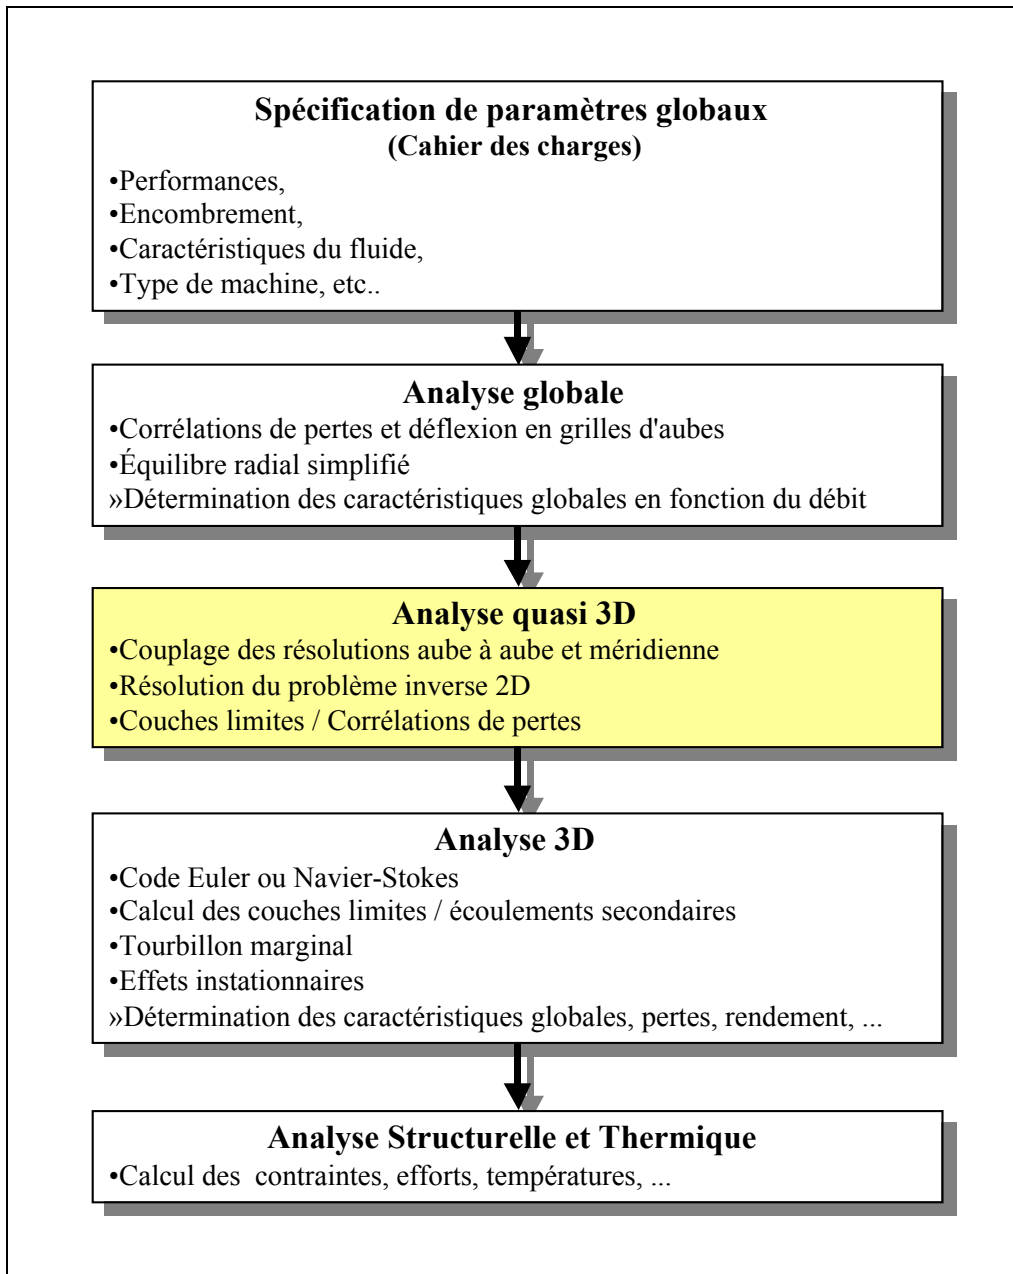 Spécification de paramètres globaux
(Cahier des charges)
•Performances,
•Encombrement,
•Caractéristiques du fluide,
•Type de machine, etc..
Analyse globale
•Corrélations de pertes et déflexion en grilles d'aubes
•Équilibre radial simplifié
»Détermination des caractéristiques globales en fonction du débit
Analyse quasi 3D
•Couplage des résolutions aube à aube et méridienne
•Résolution du problème inverse 2D
•Couches limites / Corrélations de pertes
Analyse 3D
•Code Euler ou Navier-Stokes
•Calcul des couches limites / écoulements secondaires
•Tourbillon marginal
•Effets instationnaires
»Détermination des caractéristiques globales, pertes, rendement, ...
Analyse Structurelle et Thermique
•Calcul des  contraintes, efforts, températures, ...